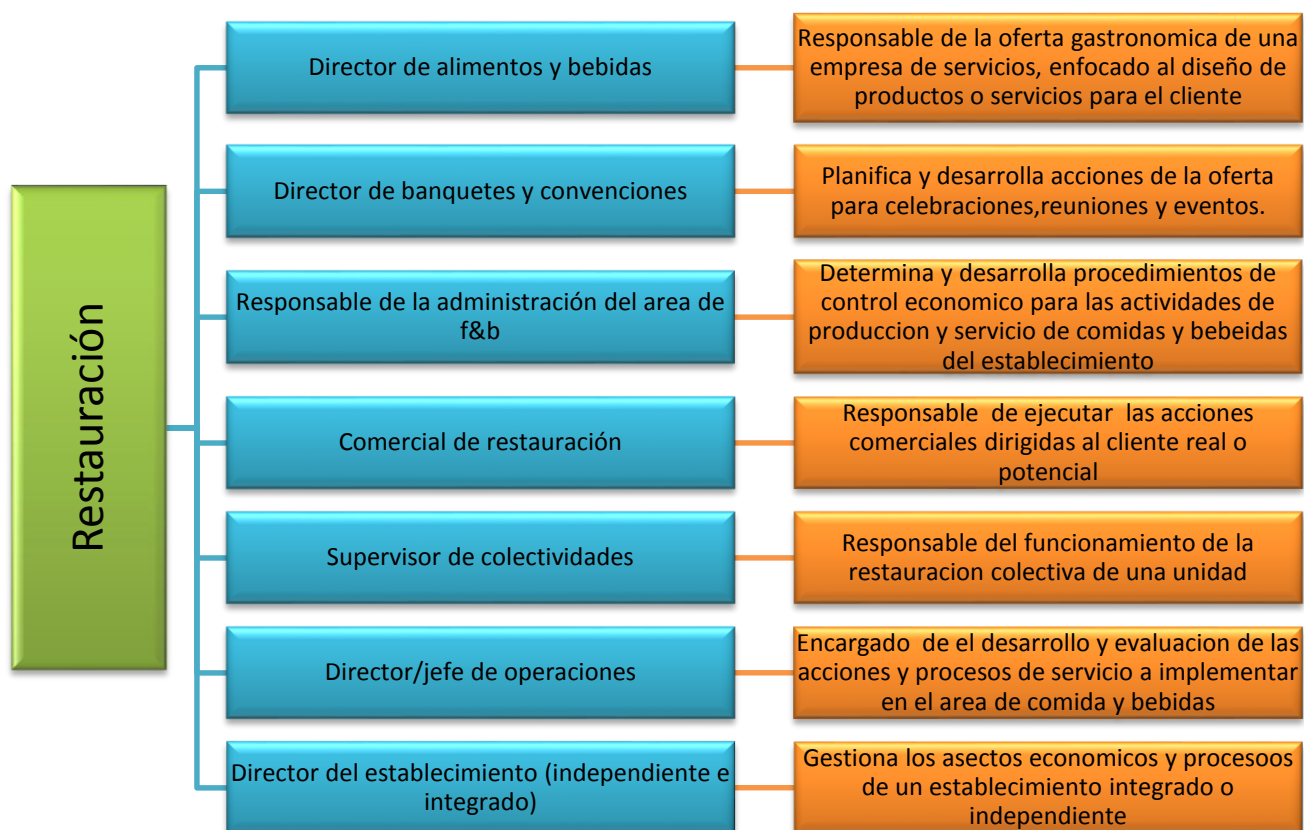 Restauración
Director de alimentos y bebidas
Responsable de la oferta gastronomica de una
empresa de servicios, enfocado al diseño de
productos o servicios para el cliente
Director de banquetes y convenciones
Planifica y desarrolla acciones de la oferta
para celebraciones,reuniones y eventos.
Responsable de la administración del area de
f&b
Determina y desarrolla procedimientos de
control economico para las actividades de
produccion y servicio de comidas y bebeidas
del establecimiento
Comercial de restauración
Responsable  de ejecutar  las acciones
comerciales dirigidas al cliente real o
potencial
Supervisor de colectividades
Responsable del funcionamiento de la
restauracion colectiva de una unidad
Director/jefe de operaciones
Encargado  de el desarrollo y evaluacion de las
acciones y procesos de servicio a implementar
en el area de comida y bebidas
Director del establecimiento (independiente e
integrado)
Gestiona los asectos economicos y procesoos
de un establecimiento integrado o
independiente